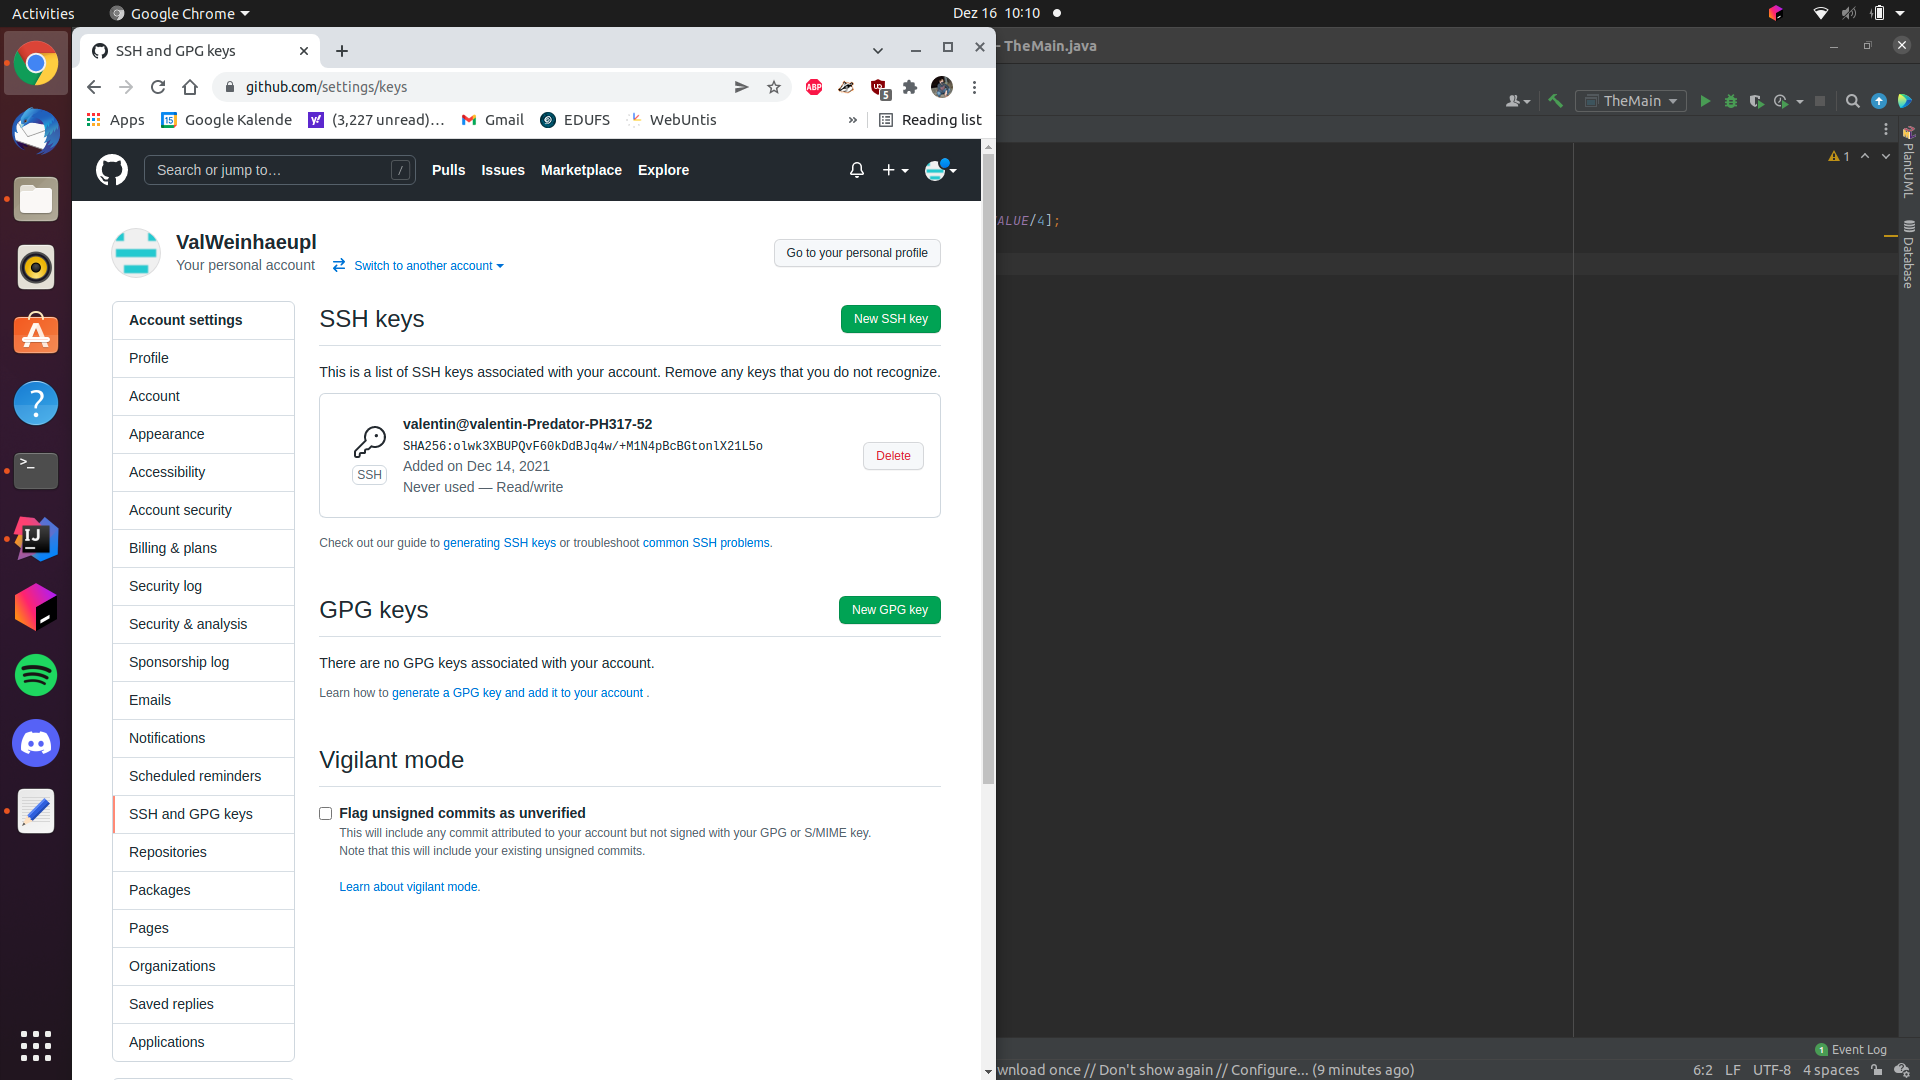 Activities
Google Chrome
Dez 16 10:10
SSH and GPG keys
- TheMain.java
github.com/settings/keys
ABP
5
TheMain
Apps
15
Google Kalende
(3,227 unread)…
Gmail
EDUFS
WebUntis
»
Reading list
Search or jump to…
/
Pulls
Issues
Marketplace
Explore
1
PlantUML
Database
ALUE/4];
ValWeinhaeupl
Your personal account
Switch to another account
Go to your personal profile
Account settings
Profile
Account
Appearance
Accessibility
Account security
Billing & plans
Security log
Security & analysis
Sponsorship log
Emails
Notifications
Scheduled reminders
SSH and GPG keys
Repositories
Packages
Pages
Organizations
Saved replies
Applications
SSH keys
New SSH key
This is a list of SSH keys associated with your account. Remove any keys that you do not recognize.
valentin@valentin-Predator-PH317-52
SHA256:olwk3XBUPQvF60kDdBJq4w/+M1N4pBcBGtonlX21L5o
Added on Dec 14, 2021
Never used — Read/write
SSH
Delete
Check out our guide to generating SSH keys or troubleshoot common SSH problems.
GPG keys
New GPG key
There are no GPG keys associated with your account.
Learn how to generate a GPG key and add it to your account .
Vigilant mode
Flag unsigned commits as unverified
This will include any commit attributed to your account but not signed with your GPG or S/MIME key.
Note that this will include your existing unsigned commits.
Learn about vigilant mode.
IJ
1 Event Log
wnload once // Don't show again // Configure... (9 minutes ago)
6:2 LF UTF-8 4 spaces